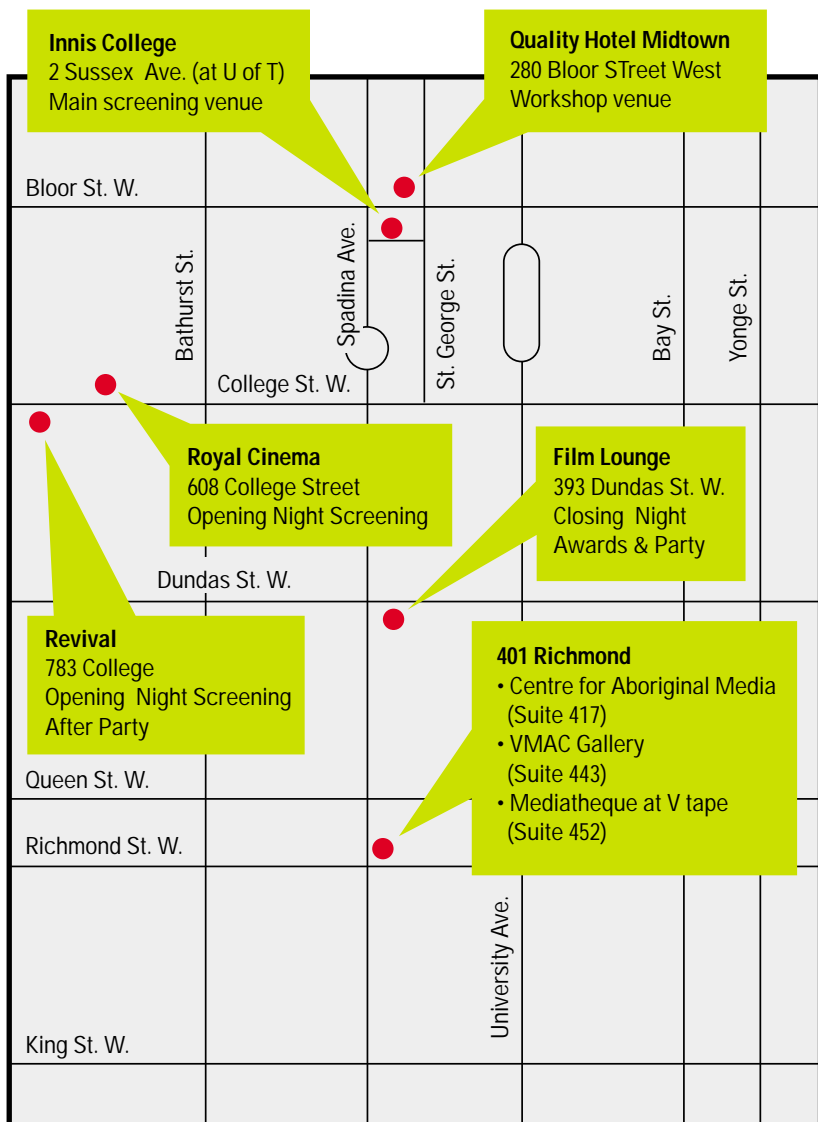 Innis College
2 Sussex Ave. (at U of T)
Main screening venue
Quality Hotel Midtown
280 Bloor STreet West
Workshop venue
Bloor St. W.
Bathurst St.
Spadina Ave.
St. George St.
Bay St.
Yonge St.
College St. W.
Royal Cinema
608 College Street
Opening Night Screening
Film Lounge
393 Dundas St. W.
Closing Night
Awards & Party
Dundas St. W.
Revival
783 College
Opening Night Screening
After Party
401 Richmond
• Centre for Aboriginal Media
(Suite 417)
• VMAC Gallery
(Suite 443)
• Mediatheque at V tape
(Suite 452)
Queen St. W.
Richmond St. W.
University Ave.
King St. W.